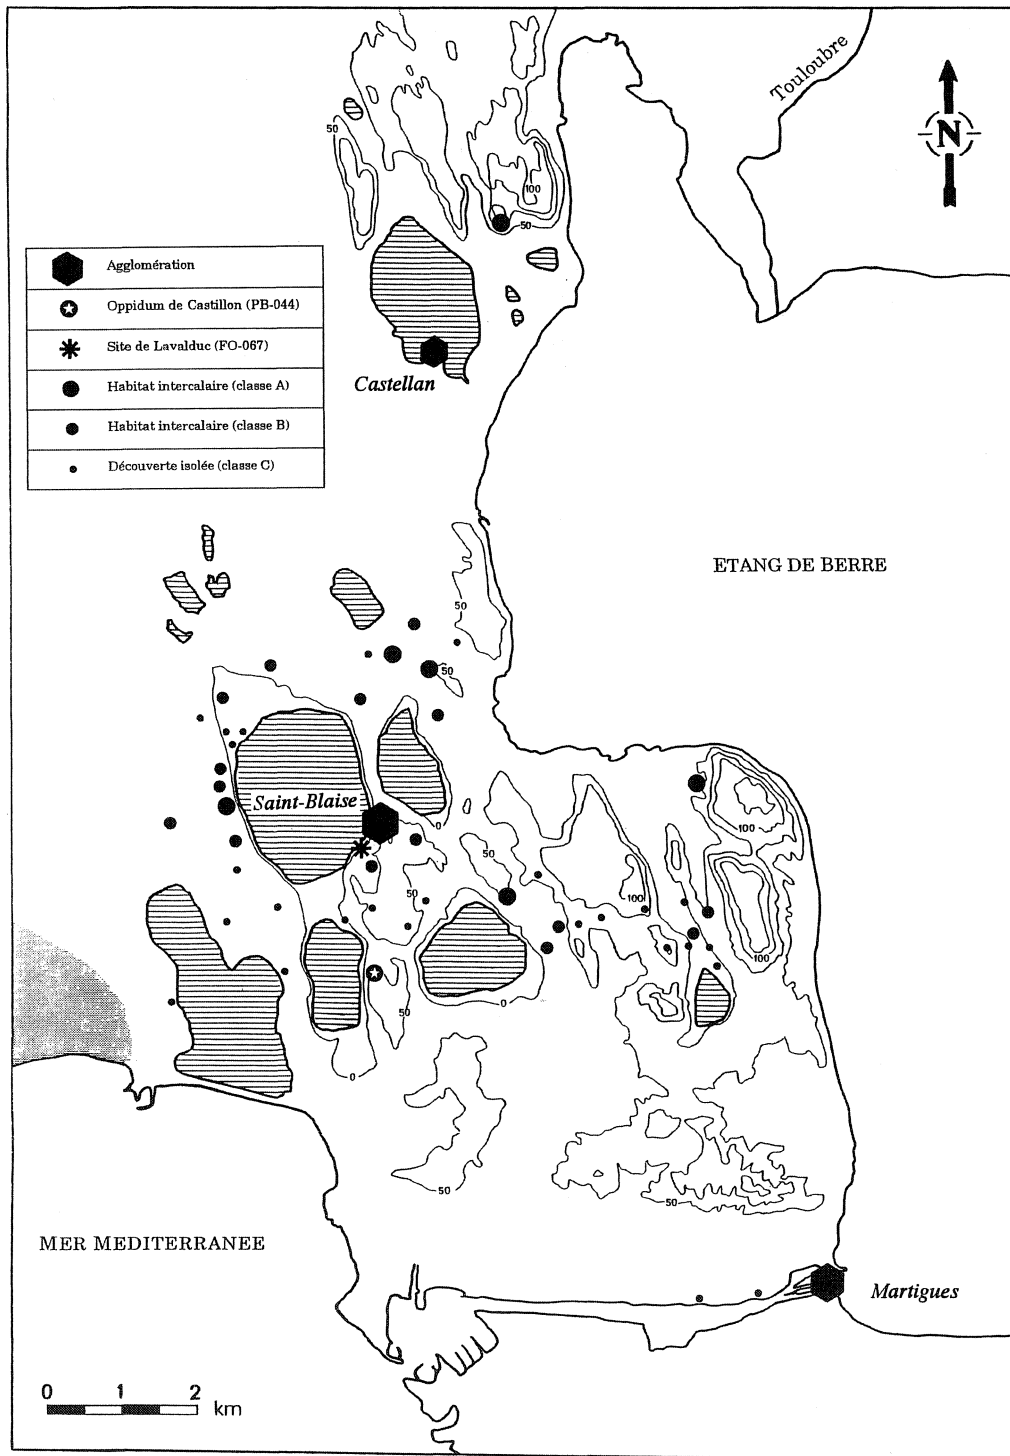 Touloubre
N
50
100
50
Agglomération
Oppidum de Castillon (PB-044)
Site de Lavalduc (FO-067)
Habitat intercalaire (classe A)
Habitat intercalaire (classe B)
Découverte isolée (classe C)
Castellan
ETANG DE BERRE
50
50
Saint-Blaise
0
100
50
50
100
100
0
50
0
50
50
MER MEDITERRANEE
Martigues
0 1 2
km